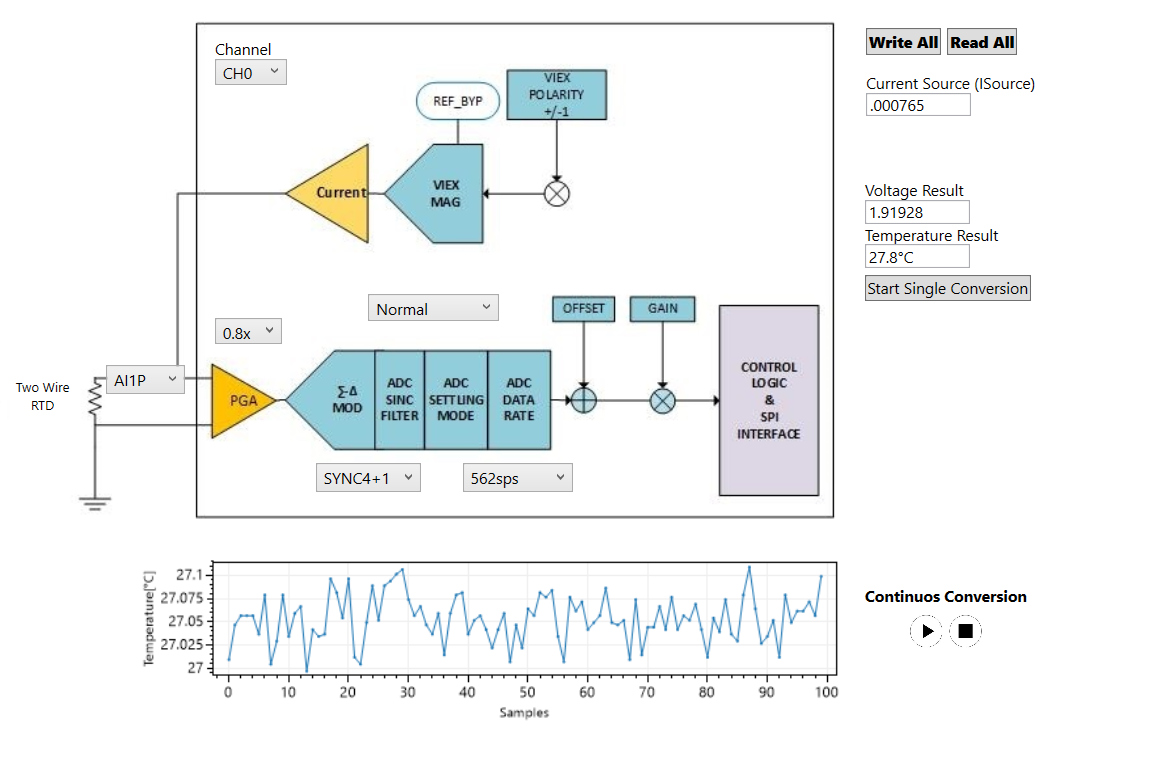 Channel
CH0
REF_BYP
VIEX
POLARITY
+/-1
Current
VIEX
MAG
Write All
Read All
Current Source (ISource)
.000765
Voltage Result
1.91928
Temperature Result
27.8°C
Start Single Conversion
Normal
OFFSET
GAIN
0.8x
Two Wire
RTD
AI1P
PGA
Σ-Δ
MOD
ADC
SINC
FILTER
ADC
SETTLING
MODE
ADC
DATA
RATE
CONTROL
LOGIC
&
SPI
INTERFACE
SYNC4+1
562sps
Temperature[°C]
27.1
27.075
27.05
27.025
27
0 10 20 30 40 50 60 70 80 90 100
Samples
Continuos Conversion